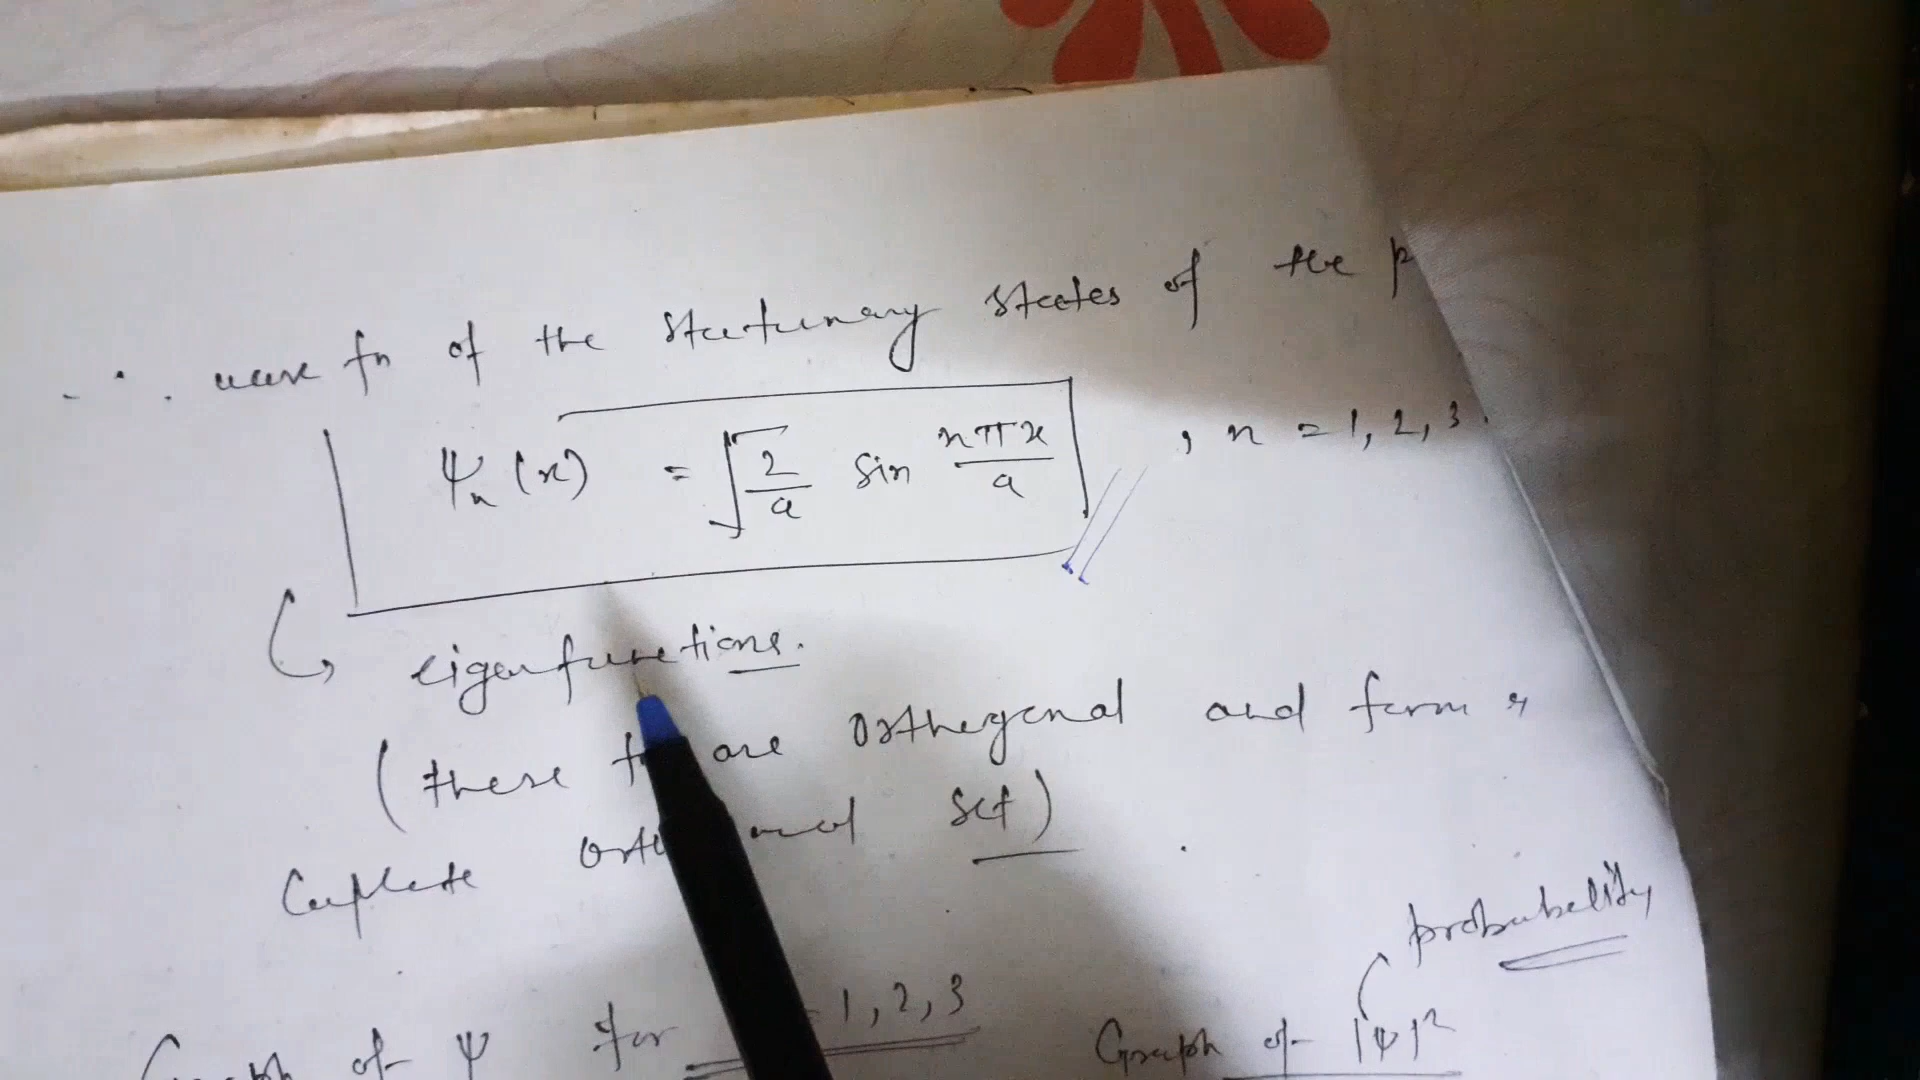 ∴ wave fn of the stationary states of the p
ψₙ(x) = √(2/a) sin nπx/a , n = 1, 2, 3.
eigenfunctions.
(these are orthogonal and form a
Complete set)
probability
Graph of ψ for 1, 2, 3 Graph of |ψ|²